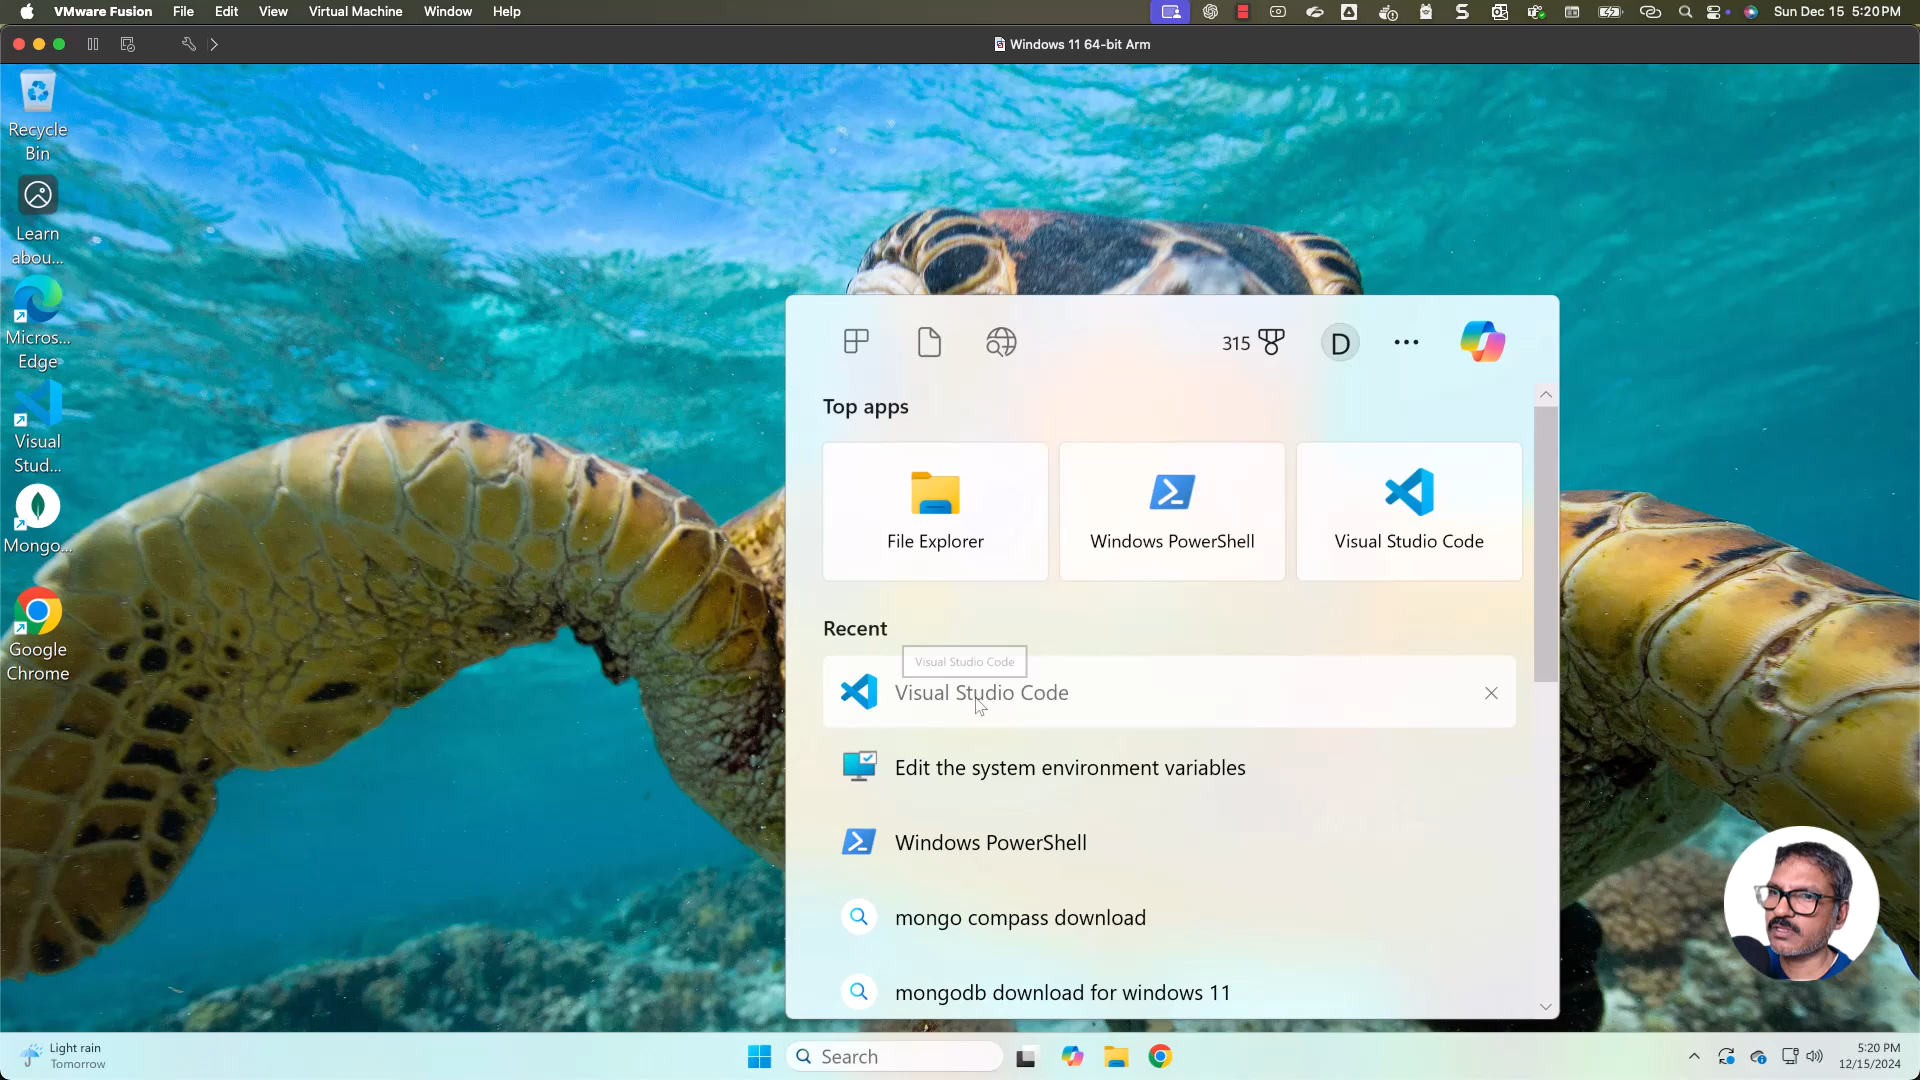 VMware Fusion File Edit View Virtual Machine Window Help
Sun Dec 15 5:20 PM
Windows 11 64-bit Arm
Recycle
Bin
Learn
abou...
Micros...
Edge
Visual
Stud...
Mongo...
Google
Chrome
315
D
Top apps
File Explorer
Windows PowerShell
Visual Studio Code
Recent
Visual Studio Code
Visual Studio Code
Edit the system environment variables
Windows PowerShell
mongo compass download
mongodb download for windows 11
Light rain
Tomorrow
Search
5:20 PM
12/15/2024